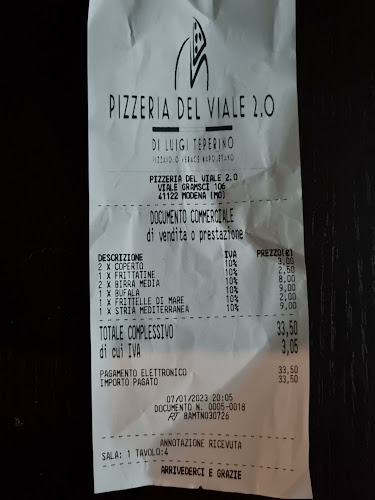 PIZZERIA DEL VIALE 2.0
DI LUIGI TEPERINO
PIZZAIOLO VERACE NAPOLETANO
PIZZERIA DEL VIALE 2.0
VIALE GRAMSCI 106
41122 MODENA (MO)
DOCUMENTO COMMERCIALE
di vendita o prestazione
DESCRIZIONE IVA PREZZO(€)
2 X COPERTO 10% 3,00
1 X FRITTATINE 10% 2,50
2 X BIRRA MEDIA 10% 8,00
1 X BUFALA 10% 9,00
1 X FRITTELLE DI MARE 10% 2,00
1 X STRIA MEDITERRANEA 10% 9,00
TOTALE COMPLESSIVO 33,50
di cui IVA 3,05
PAGAMENTO ELETTRONICO 33,50
IMPORTO PAGATO 33,50
07/01/2023 20:05
DOCUMENTO N. 0005-0018
RT 8AMTN030726
ANNOTAZIONE RICEVUTA
SALA: 1 TAVOLO:4
ARRIVEDERCI E GRAZIE